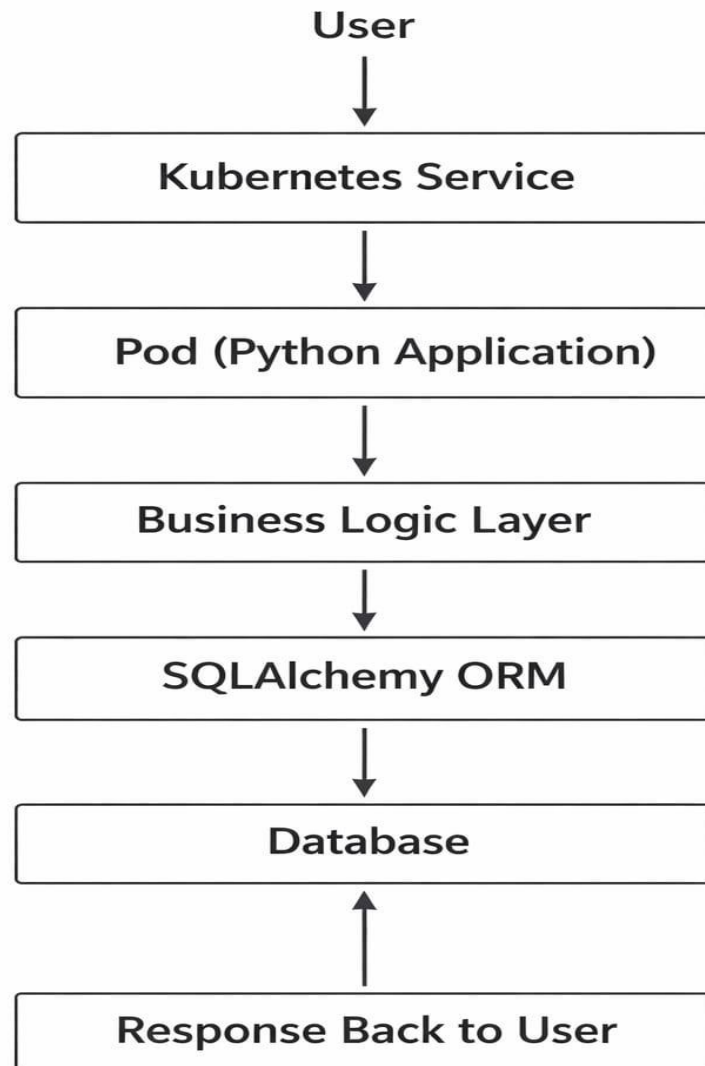 User
Kubernetes Service
Pod (Python Application)
Business Logic Layer
SQLAlchemy ORM
Database
Response Back to User